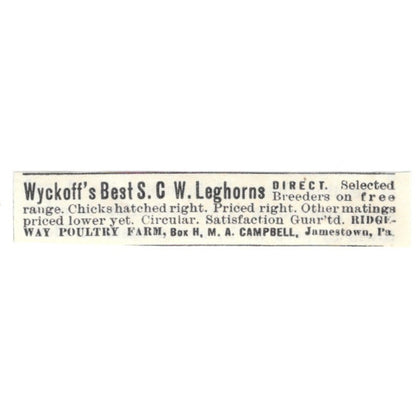 Wyckoff's Best S. C W. Leghorns DIRECT. Selected
Breeders on free
range. Chicks hatched right. Priced right. Other matings
priced lower yet. Circular. Satisfaction Guar'td. RIDGE-
WAY POULTRY FARM, Box H, M. A. CAMPBELL, Jamestown, Pa.